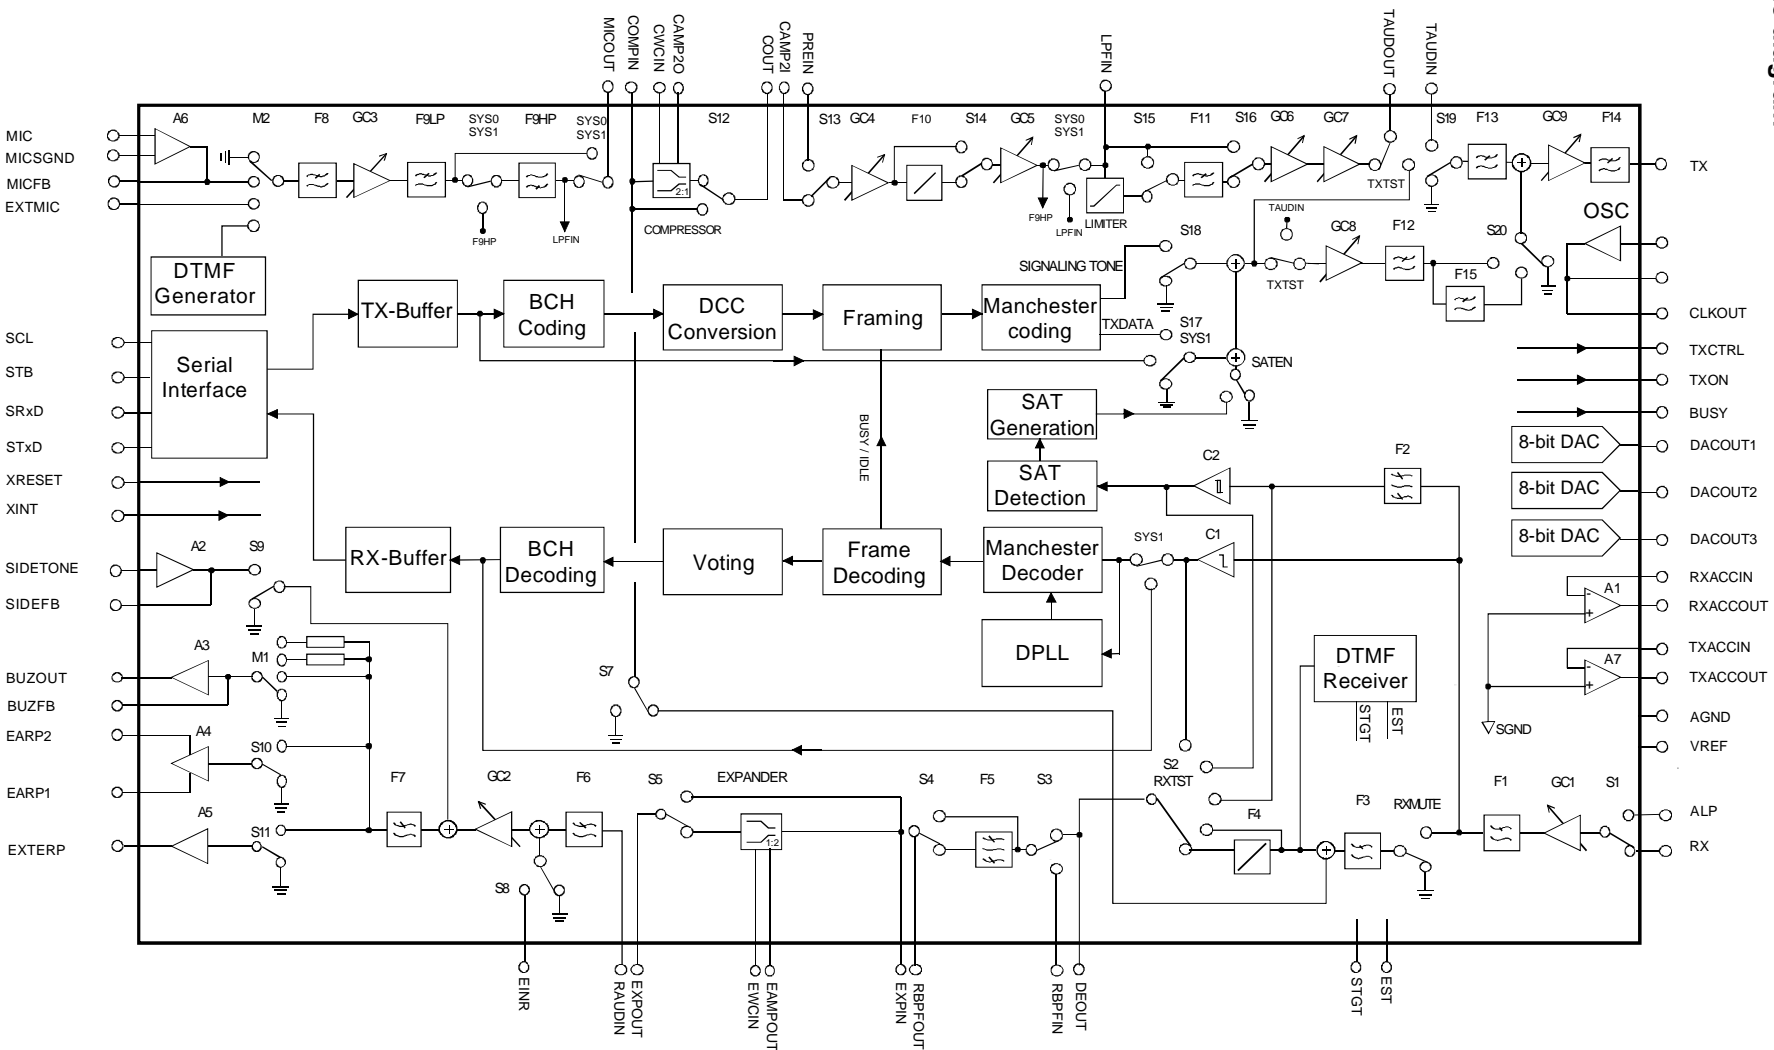 MICOUT
COMPIN
CWCIN
CAMP2O
COUT
CAMP2I
PREIN
LPFIN
TAUDOUT
TAUDIN
A6
M2
F8
GC3
F9LP
SYS0
SYS1
F9HP
SYS0
SYS1
S12
S13
GC4
F10
S14
GC5
SYS0
SYS1
S15
F11
S16
GC6
GC7
S19
F13
GC9
F14
MIC
MICSGND
MICFB
EXTMIC
TX
2:1
COMPRESSOR
F9HP
LPFIN
F9HP
LPFIN
LIMITER
TXTST
TAUDIN
OSC
DTMF
Generator
SIGNALING TONE
S18
GC8
F12
S20
F15
TXTST
TX-Buffer
BCH
Coding
DCC
Conversion
Framing
Manchester
coding
TXDATA
S17
SYS1
SATEN
CLKOUT
TXCTRL
TXON
BUSY
SCL
STB
SRxD
STxD
XRESET
XINT
Serial
Interface
BUSY / IDLE
SAT
Generation
SAT
Detection
C2
F2
8-bit DAC
DACOUT1
8-bit DAC
DACOUT2
8-bit DAC
DACOUT3
SIDETONE
SIDEFB
A2
S9
RX-Buffer
BCH
Decoding
Voting
Frame
Decoding
Manchester
Decoder
SYS1
C1
RXACCIN
A1
-
+
RXACCOUT
TXACCIN
A7
-
+
TXACCOUT
SGND
AGND
VREF
A3
M1
BUZOUT
BUZFB
S7
DPLL
DTMF
Receiver
STGT
EST
EARP2
A4
S10
EARP1
F7
GC2
F6
S5
EXPANDER
S4
F5
S3
S2
RXTST
F4
F3
RXMUTE
F1
GC1
S1
ALP
RX
A5
S11
EXTERP
1:2
S8
EINR
RAUDIN
EXPOUT
EWCIN
EAMPOUT
EXPIN
RBPFOUT
RBPFIN
DEOUT
STGT
EST